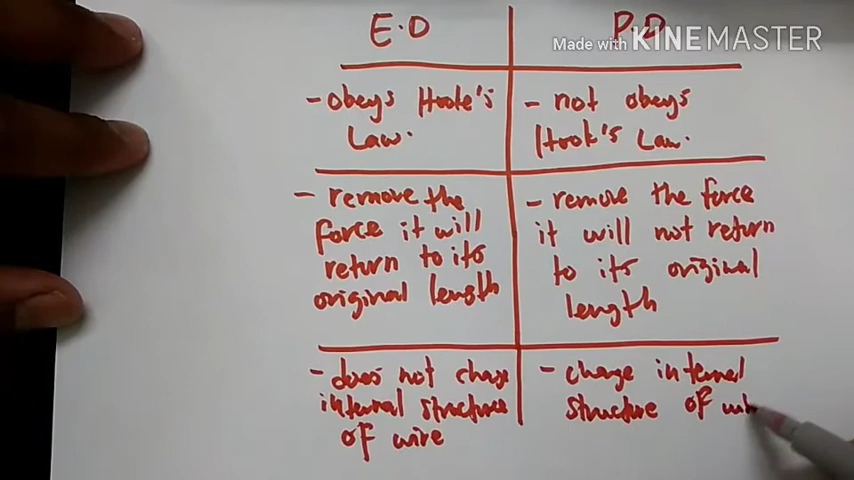 E.D
P.D
Made with KINEMASTER
- obeys Hooke's
Law.
- not obeys
Hook's Law.
- remove the
force it will
return to its
original length
- remove the force
it will not return
to its original
length
- does not change
internal structure
of wire
- change internal
structure of